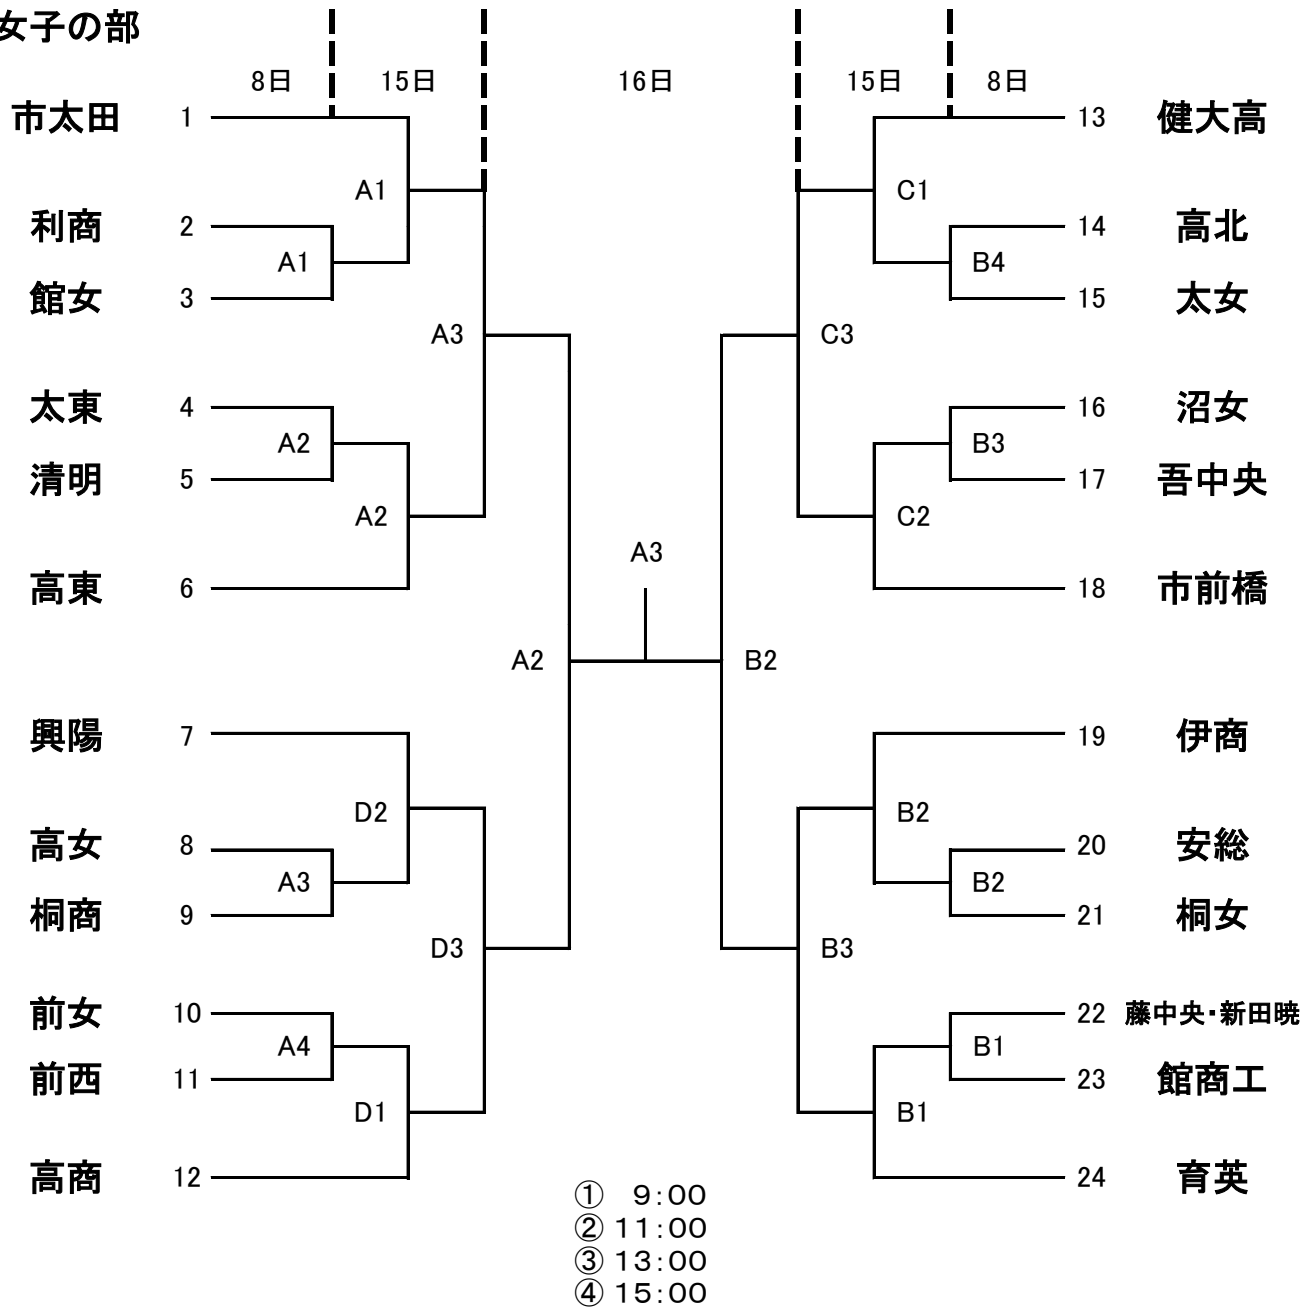 女子の部
8日 15日 16日 15日 8日
市太田 1 13 健大高
A1 C1
利商 2 14 高北
A1 B4
館女 3 15 太女
A3 C3
太東 4 16 沼女
A2 B3
清明 5 17 吾中央
A2 C2
A3
高東 6 18 市前橋
A2 B2
興陽 7 19 伊商
D2 B2
高女 8 20 安総
A3 B2
桐商 9 21 桐女
D3 B3
前女 10 22 藤中央・新田暁
A4 B1
前西 11 23 館商工
D1 B1
高商 12 24 育英
① 9:00
② 11:00
③ 13:00
④ 15:00